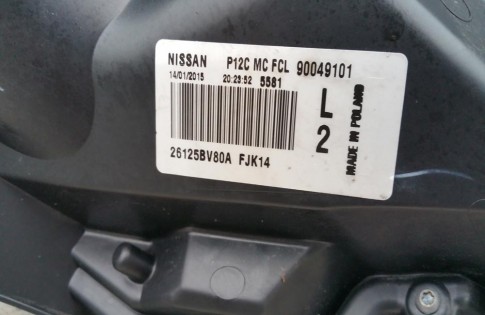 NISSAN P12C MC FCL 90049101
14/01/2015 20:23:52 5581
L
2
MADE IN POLAND
26125BV80A FJK14